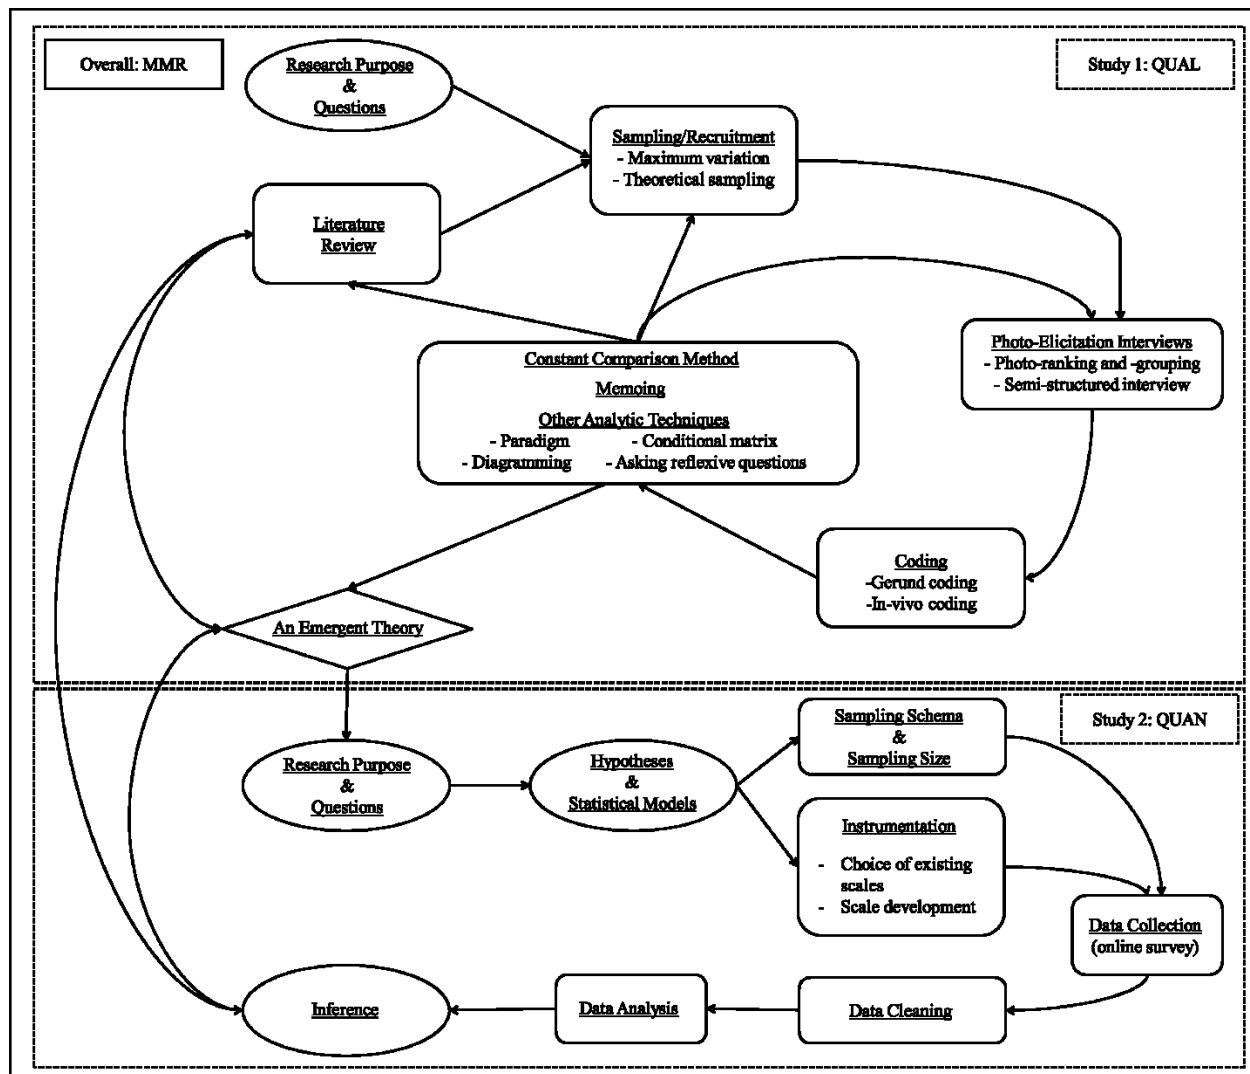 Overall: MMR
Study 1: QUAL
Research Purpose
&
Questions
Sampling/Recruitment
- Maximum variation
- Theoretical sampling
Literature
Review
Photo-Elicitation Interviews
- Photo-ranking and -grouping
- Semi-structured interview
Constant Comparison Method
Memoing
Other Analytic Techniques
- Paradigm - Conditional matrix
- Diagramming - Asking reflexive questions
Coding
-Gerund coding
-In-vivo coding
An Emergent Theory
Study 2: QUAN
Research Purpose
&
Questions
Hypotheses
&
Statistical Models
Sampling Schema
&
Sampling Size
Instrumentation
- Choice of existing
scales
- Scale development
Data Collection
(online survey)
Data Cleaning
Data Analysis
Inference